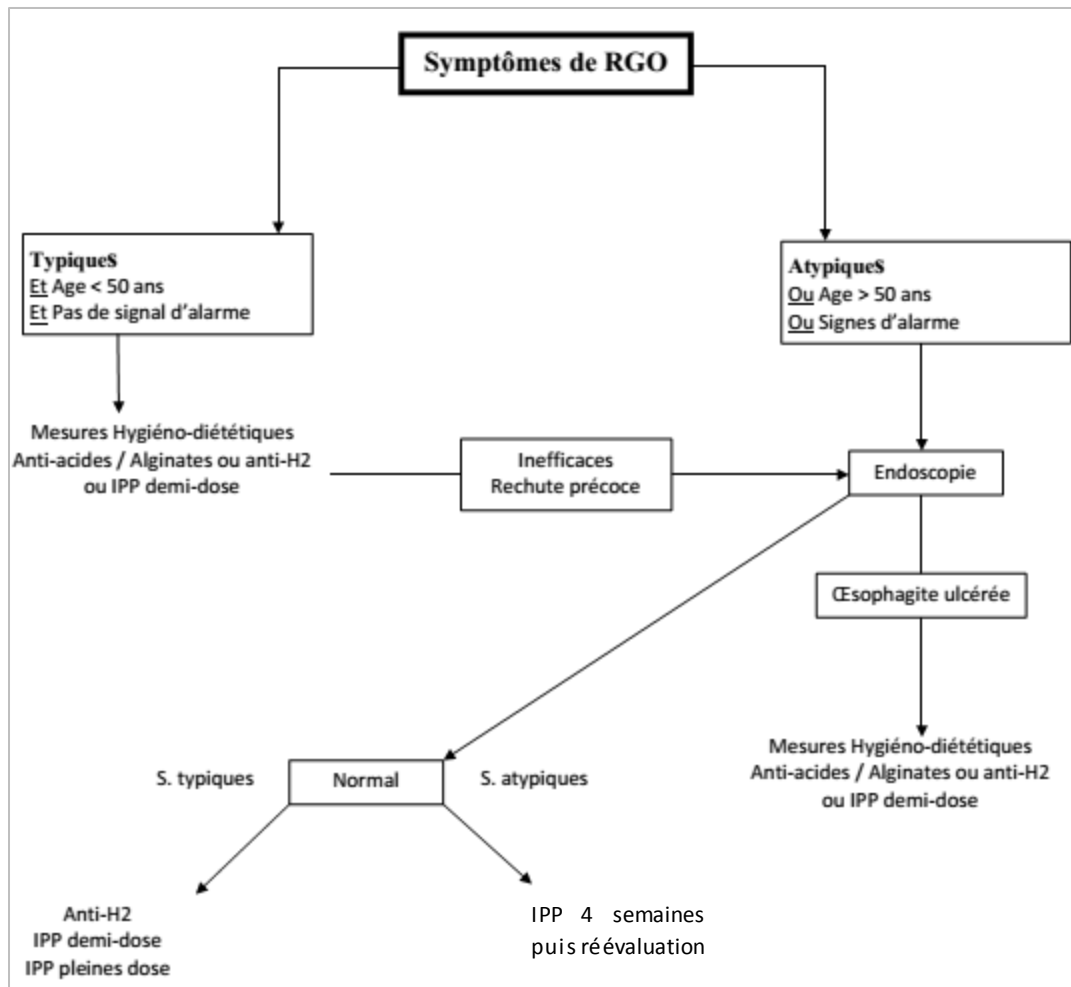 Symptômes de RGO
Typiques
Et Age < 50 ans
Et Pas de signal d’alarme
Atypiques
Ou Age > 50 ans
Ou Signes d’alarme
Mesures Hygiéno-diététiques
Anti-acides / Alginates ou anti-H2
ou IPP demi-dose
Inefficaces
Rechute précoce
Endoscopie
Œsophagite ulcérée
Mesures Hygiéno-diététiques
Anti-acides / Alginates ou anti-H2
ou IPP demi-dose
S. typiques
Normal
S. atypiques
Anti-H2
IPP demi-dose
IPP pleines dose
IPP 4 semaines
puis réévaluation